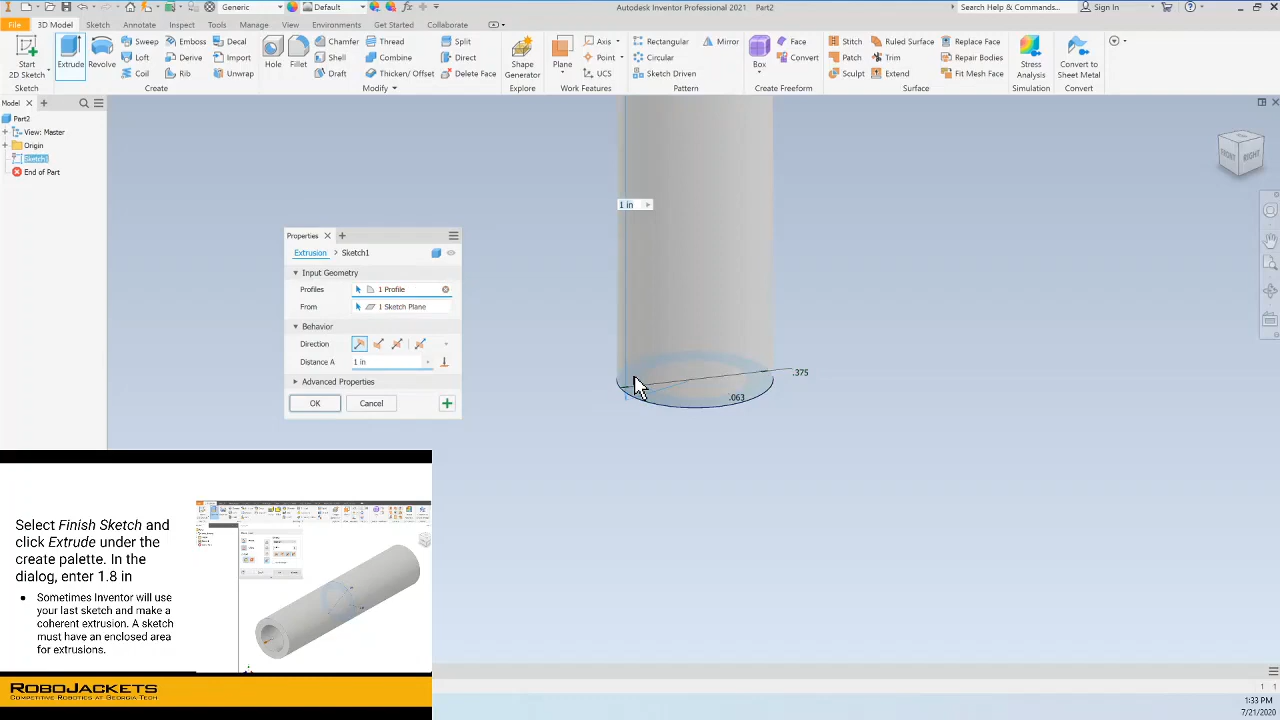 Generic
Default
Autodesk Inventor Professional 2021 Part2
Search Help & Commands...
Sign In
File 3D Model Sketch Annotate Inspect Tools Manage View Environments Get Started Collaborate
Start
2D Sketch
Sketch
Extrude
Revolve
Sweep
Loft
Coil
Emboss
Derive
Rib
Decal
Import
Unwrap
Create
Hole
Fillet
Chamfer
Shell
Draft
Thread
Combine
Thicken/ Offset
Split
Direct
Delete Face
Modify
Shape
Generator
Explore
Plane
Axis
Point
UCS
Work Features
Rectangular
Circular
Sketch Driven
Mirror
Pattern
Box
Face
Convert
Create Freeform
Stitch
Patch
Sculpt
Ruled Surface
Trim
Extend
Replace Face
Repair Bodies
Fit Mesh Face
Surface
Stress
Analysis
Simulation
Convert to
Sheet Metal
Convert
Model
Part2
View: Master
Origin
Sketch1
End of Part
FRONT RIGHT
1 in
Properties
Extrusion > Sketch1
Input Geometry
Profiles 1 Profile
From 1 Sketch Plane
Behavior
Direction
Distance A 1 in
Advanced Properties
OK Cancel
.375
.063
Select Finish Sketch and
click Extrude under the
create palette. In the
dialog, enter 1.8 in
● Sometimes Inventor will use
your last sketch and make a
coherent extrusion. A sketch
must have an enclosed area
for extrusions.
ROBOJACKETS
COMPETITIVE ROBOTICS AT GEORGIA TECH
1 1
1:33 PM
7/21/2020